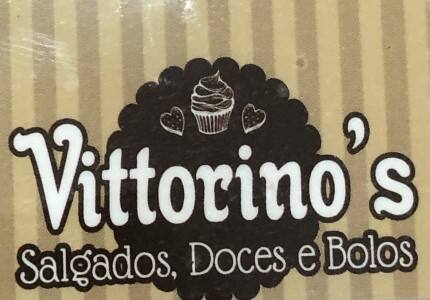 Vittorino's
Salgados, Doces e Bolos